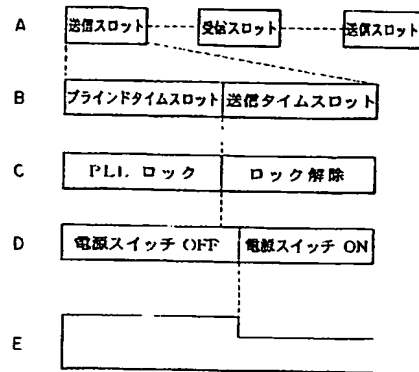 A 送信スロット 受信スロット 送信スロット
B ブラインドタイムスロット 送信タイムスロット
C PLL ロック ロック解除
D 電源スイッチ OFF 電源スイッチ ON
E